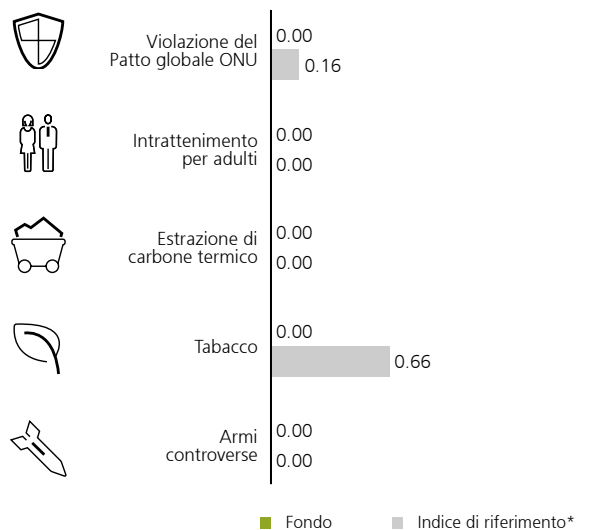 Violazione del
Patto globale ONU
0.00
0.16
Intrattenimento
per adulti
0.00
0.00
Estrazione di
carbone termico
0.00
0.00
Tabacco
0.00
0.66
Armi
controverse
0.00
0.00
Fondo
Indice di riferimento*